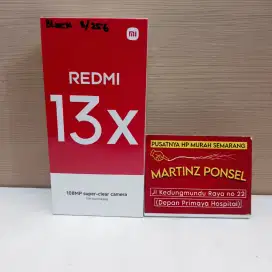 Black 8/256
mi
REDMI
13x
108MP super-clear camera
PUSATNYA HP MURAH SEMARANG
MARTINZ PONSEL
Jl Kedungmundu Raya no 22
(Depan Primaya Hospital)